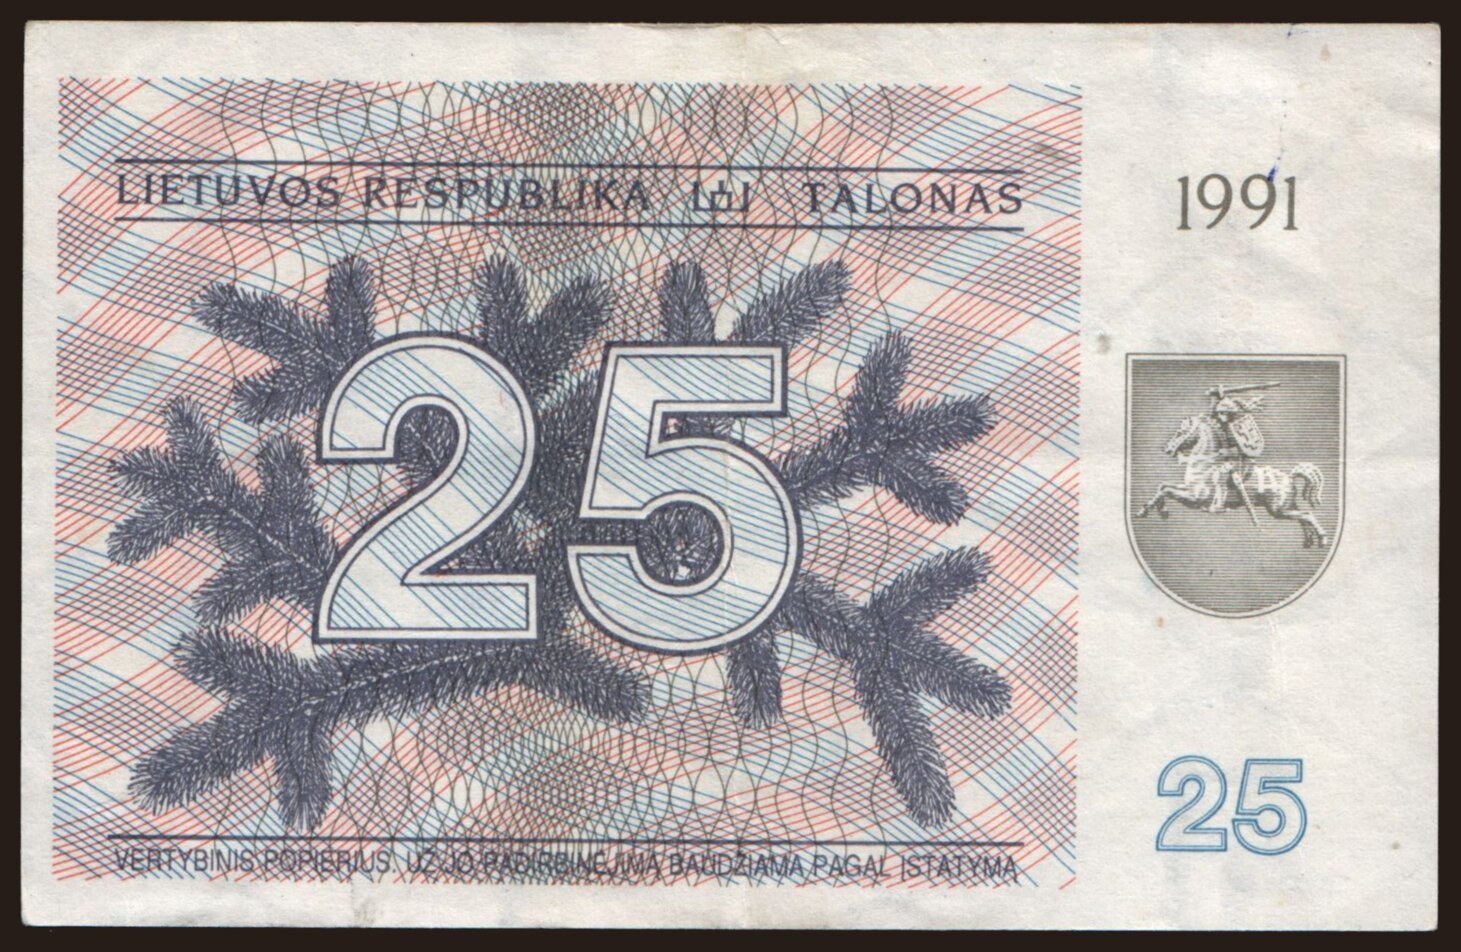 LIETUVOS RESPUBLIKA TALONAS
1991
25
25
VERTYBINIS POPIERIUS. UŽ JO PADIRBINĖJIMĄ BAUDŽIAMA PAGAL ĮSTATYMĄ